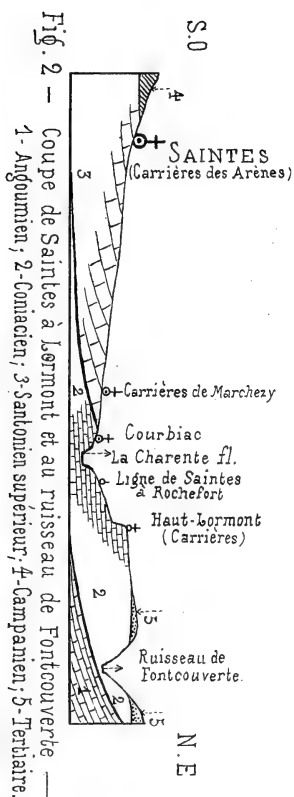 S.O
N.E
4
SAINTES
(Carrières des Arènes)
3
Carrières de Marchezy
2
Courbiac
La Charente fl.
Ligne de Saintes
à Rochefort
Haut-Lormont
(Carrières)
2
5
Ruisseau de
Fontcouverte.
1
2
5
Fig. 2 — Coupe de Saintes à Lormont et au ruisseau de Fontcouverte —
1-Angoumien; 2-Coniacien; 3-Santonien supérieur; 4-Campanien; 5-Tertiaire.